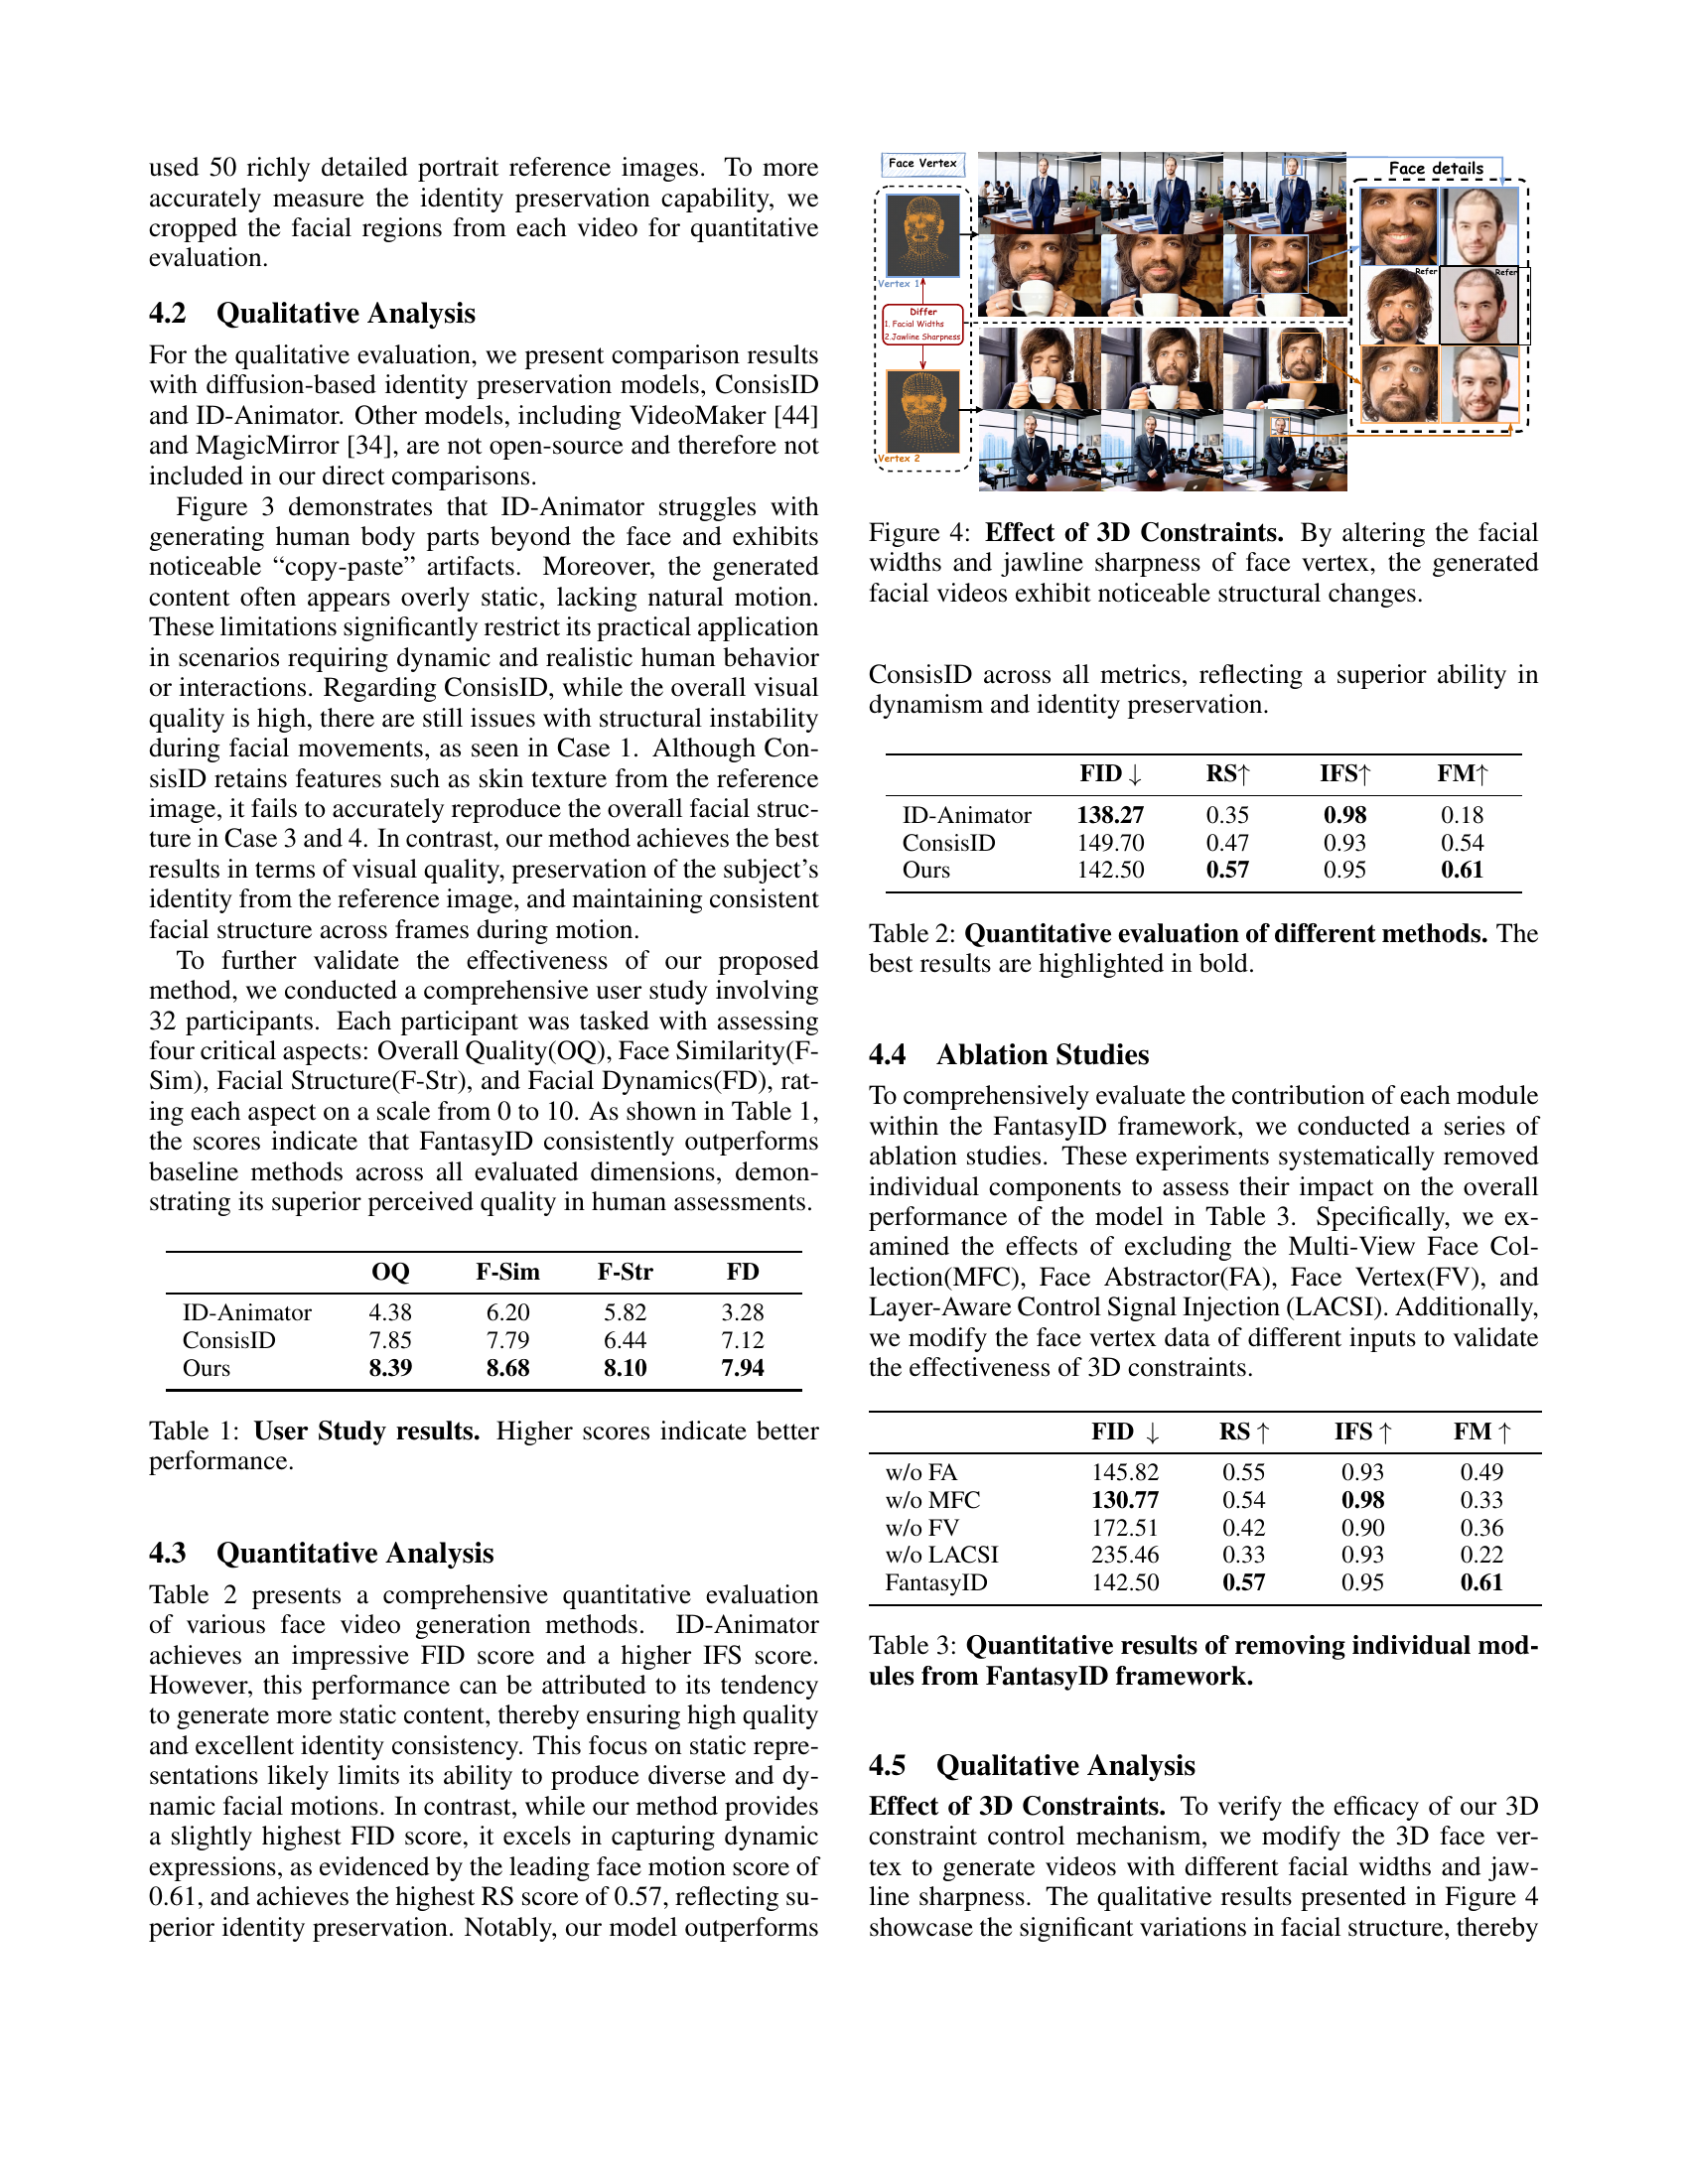 used 50 richly detailed portrait reference images. To more
accurately measure the identity preservation capability, we
cropped the facial regions from each video for quantitative
evaluation.
4.2 Qualitative Analysis
For the qualitative evaluation, we present comparison results
with diffusion-based identity preservation models, ConsisID
and ID-Animator. Other models, including VideoMaker [44]
and MagicMirror [34], are not open-source and therefore not
included in our direct comparisons.
Figure 3 demonstrates that ID-Animator struggles with
generating human body parts beyond the face and exhibits
noticeable “copy-paste” artifacts. Moreover, the generated
content often appears overly static, lacking natural motion.
These limitations significantly restrict its practical application
in scenarios requiring dynamic and realistic human behavior
or interactions. Regarding ConsisID, while the overall visual
quality is high, there are still issues with structural instability
during facial movements, as seen in Case 1. Although Con-
sisID retains features such as skin texture from the reference
image, it fails to accurately reproduce the overall facial struc-
ture in Case 3 and 4. In contrast, our method achieves the best
results in terms of visual quality, preservation of the subject’s
identity from the reference image, and maintaining consistent
facial structure across frames during motion.
To further validate the effectiveness of our proposed
method, we conducted a comprehensive user study involving
32 participants. Each participant was tasked with assessing
four critical aspects: Overall Quality(OQ), Face Similarity(F-
Sim), Facial Structure(F-Str), and Facial Dynamics(FD), rat-
ing each aspect on a scale from 0 to 10. As shown in Table 1,
the scores indicate that FantasyID consistently outperforms
baseline methods across all evaluated dimensions, demon-
strating its superior perceived quality in human assessments.
OQ F-Sim F-Str FD
ID-Animator 4.38 6.20 5.82 3.28
ConsisID 7.85 7.79 6.44 7.12
Ours 8.39 8.68 8.10 7.94
Table 1: User Study results. Higher scores indicate better
performance.
4.3 Quantitative Analysis
Table 2 presents a comprehensive quantitative evaluation
of various face video generation methods. ID-Animator
achieves an impressive FID score and a higher IFS score.
However, this performance can be attributed to its tendency
to generate more static content, thereby ensuring high quality
and excellent identity consistency. This focus on static repre-
sentations likely limits its ability to produce diverse and dy-
namic facial motions. In contrast, while our method provides
a slightly highest FID score, it excels in capturing dynamic
expressions, as evidenced by the leading face motion score of
0.61, and achieves the highest RS score of 0.57, reflecting su-
perior identity preservation. Notably, our model outperforms
Face Vertex
Face details
Vertex 1
Differ
1. Facial Widths
2.Jawline Sharpness
Vertex 2
Refer
Refer
Figure 4: Effect of 3D Constraints. By altering the facial
widths and jawline sharpness of face vertex, the generated
facial videos exhibit noticeable structural changes.
ConsisID across all metrics, reflecting a superior ability in
dynamism and identity preservation.
FID ↓ RS↑ IFS↑ FM↑
ID-Animator 138.27 0.35 0.98 0.18
ConsisID 149.70 0.47 0.93 0.54
Ours 142.50 0.57 0.95 0.61
Table 2: Quantitative evaluation of different methods. The
best results are highlighted in bold.
4.4 Ablation Studies
To comprehensively evaluate the contribution of each module
within the FantasyID framework, we conducted a series of
ablation studies. These experiments systematically removed
individual components to assess their impact on the overall
performance of the model in Table 3. Specifically, we ex-
amined the effects of excluding the Multi-View Face Col-
lection(MFC), Face Abstractor(FA), Face Vertex(FV), and
Layer-Aware Control Signal Injection (LACSI). Additionally,
we modify the face vertex data of different inputs to validate
the effectiveness of 3D constraints.
FID ↓ RS ↑ IFS ↑ FM ↑
w/o FA 145.82 0.55 0.93 0.49
w/o MFC 130.77 0.54 0.98 0.33
w/o FV 172.51 0.42 0.90 0.36
w/o LACSI 235.46 0.33 0.93 0.22
FantasyID 142.50 0.57 0.95 0.61
Table 3: Quantitative results of removing individual mod-
ules from FantasyID framework.
4.5 Qualitative Analysis
Effect of 3D Constraints. To verify the efficacy of our 3D
constraint control mechanism, we modify the 3D face ver-
tex to generate videos with different facial widths and jaw-
line sharpness. The qualitative results presented in Figure 4
showcase the significant variations in facial structure, thereby